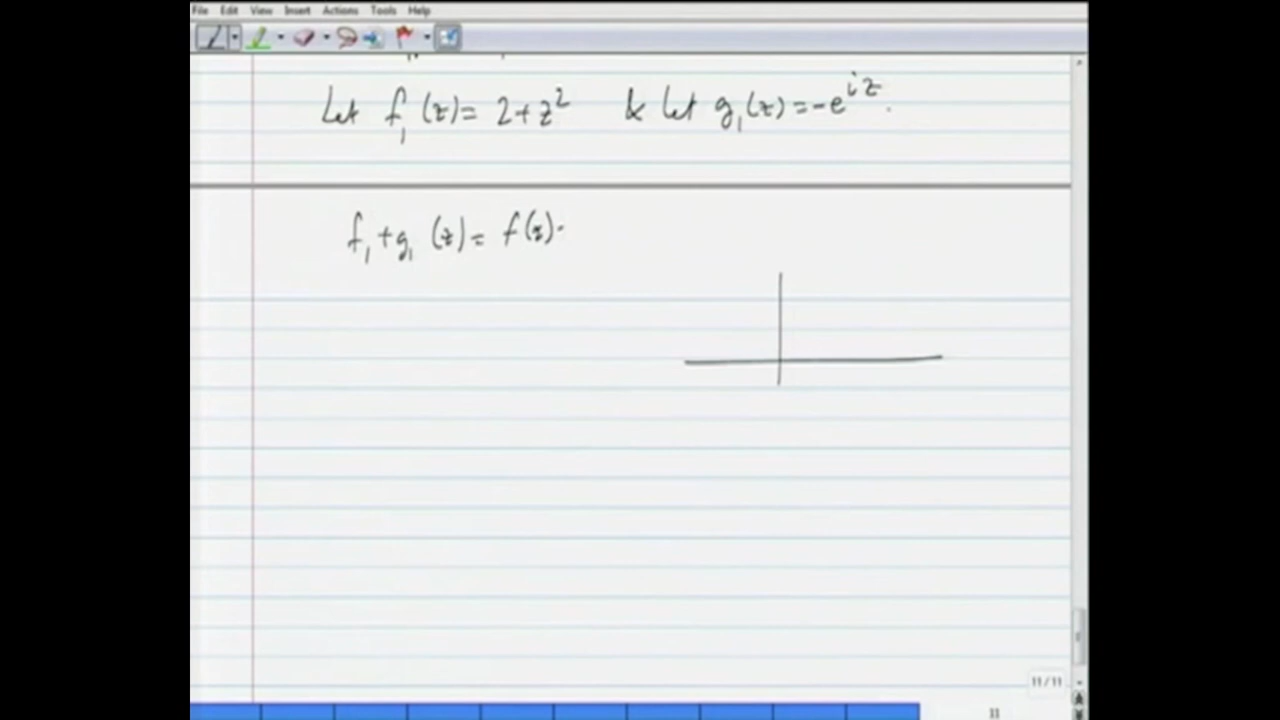 File Edit View Insert Actions Tools Help
Let f₁(z) = 2+z² & let g₁(z) = -e^{iz}.
f₁+g₁(z) = f(z).
11/11
11